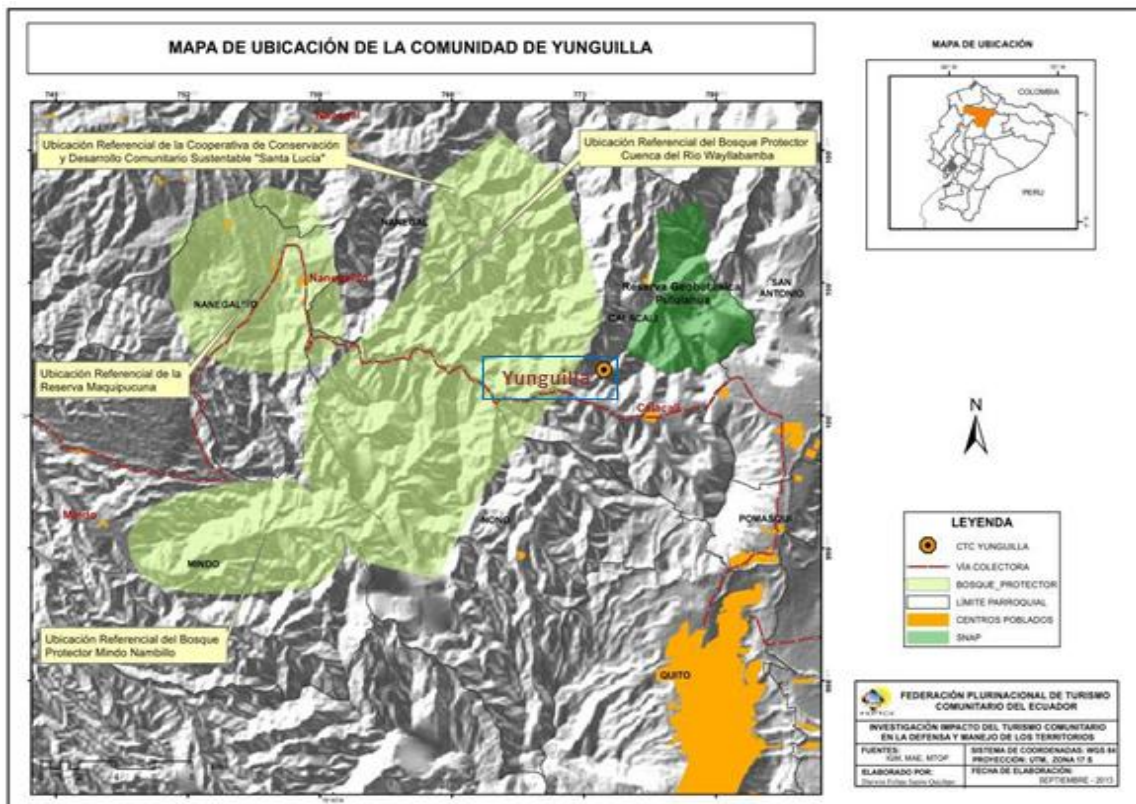 MAPA DE UBICACIÓN DE LA COMUNIDAD DE YUNGUILLA
MAPA DE UBICACIÓN
COLOMBIA
PERU
Nanegal
Ubicación Referencial de la Cooperativa de Conservación
y Desarrollo Comunitario Sustentable "Santa Lucía"
Ubicación Referencial del Bosque Protector
Cuenca del Río Wayllabamba
NANEGAL
Nanegalito
NANEGALITO
Reserva Geobotánica
Pululahua
SAN
ANTONIO
CALACALI
Ubicación Referencial de la
Reserva Maquipucuna
Yunguilla
Calacali
N
Mindo
NONO
POMASQUI
MINDO
Ubicación Referencial del Bosque
Protector Mindo Nambillo
QUITO
LEYENDA
CTC YUNGUILLA
VÍA COLECTORA
BOSQUE_PROTECTOR
LÍMITE PARROQUIAL
CENTROS POBLADOS
SNAP
FEDERACIÓN PLURINACIONAL DE TURISMO
COMUNITARIO DEL ECUADOR
INVESTIGACIÓN IMPACTO DEL TURISMO COMUNITARIO
EN LA DEFENSA Y MANEJO DE LOS TERRITORIOS
FUENTES:
IGM, MAE, MTOP
SISTEMA DE COORDENADAS: WGS 84
PROYECCIÓN: UTM, ZONA 17 S
ELABORADO POR:
FECHA DE ELABORACIÓN:
SEPTIEMBRE - 2013